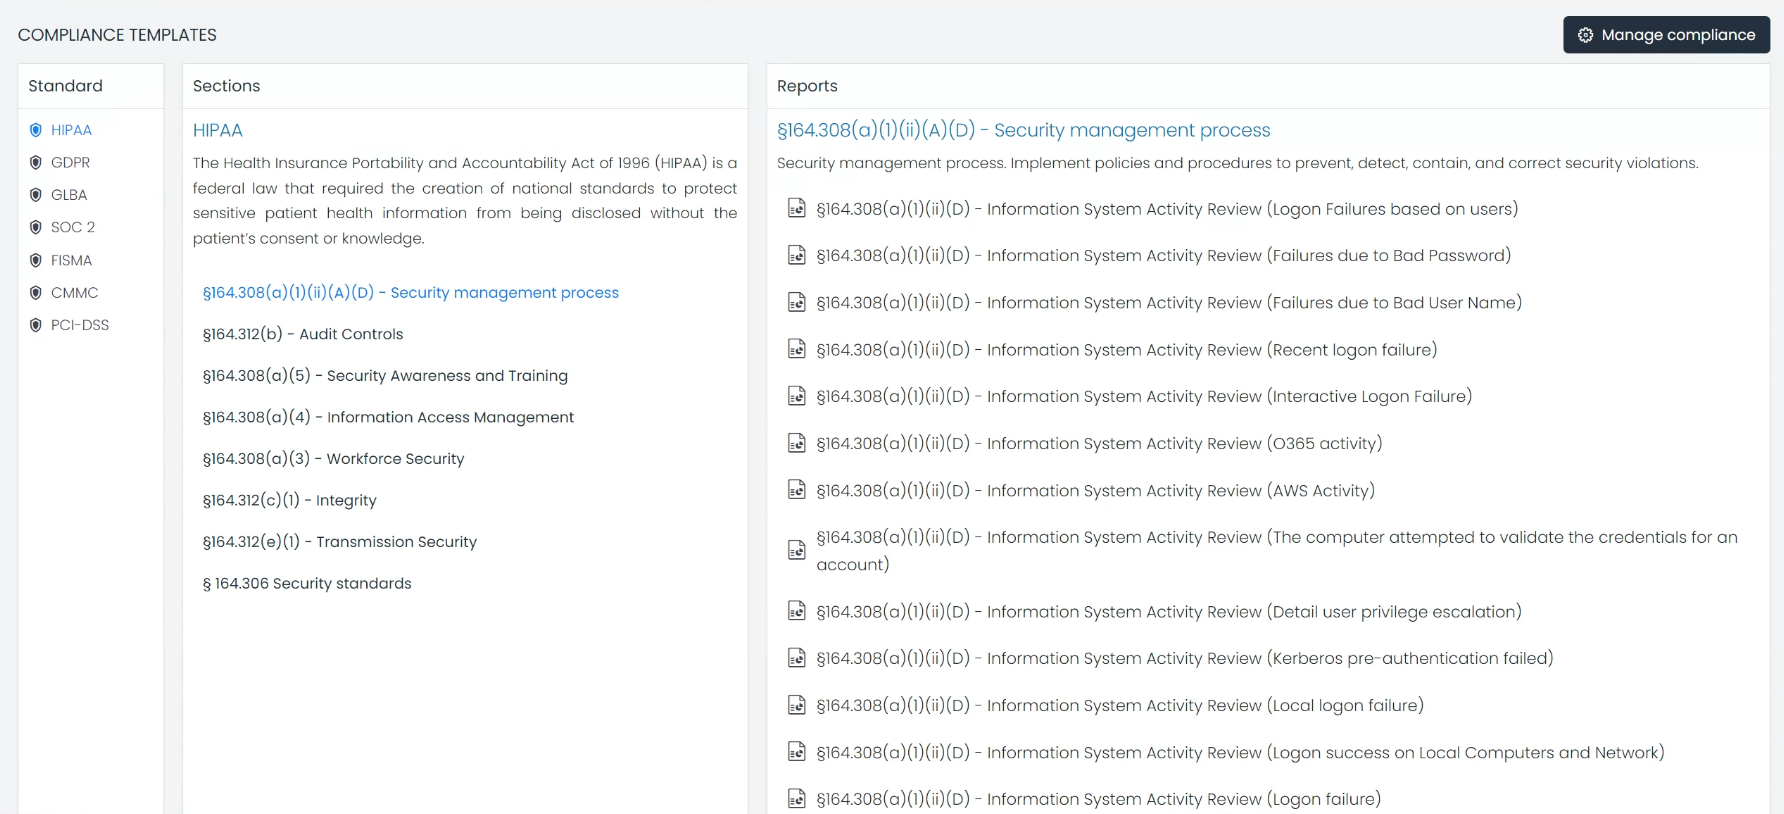 COMPLIANCE TEMPLATES
Manage compliance
Standard
HIPAA
GDPR
GLBA
SOC 2
FISMA
CMMC
PCI-DSS
Sections
HIPAA
The Health Insurance Portability and Accountability Act of 1996 (HIPAA) is a
federal law that required the creation of national standards to protect
sensitive patient health information from being disclosed without the
patient's consent or knowledge.
§164.308(a)(1)(ii)(A)(D) - Security management process
§164.312(b) - Audit Controls
§164.308(a)(5) - Security Awareness and Training
§164.308(a)(4) - Information Access Management
§164.308(a)(3) - Workforce Security
§164.312(c)(1) - Integrity
§164.312(e)(1) - Transmission Security
§ 164.306 Security standards
Reports
§164.308(a)(1)(ii)(A)(D) - Security management process
Security management process. Implement policies and procedures to prevent, detect, contain, and correct security violations.
§164.308(a)(1)(ii)(D) - Information System Activity Review (Logon Failures based on users)
§164.308(a)(1)(ii)(D) - Information System Activity Review (Failures due to Bad Password)
§164.308(a)(1)(ii)(D) - Information System Activity Review (Failures due to Bad User Name)
§164.308(a)(1)(ii)(D) - Information System Activity Review (Recent logon failure)
§164.308(a)(1)(ii)(D) - Information System Activity Review (Interactive Logon Failure)
§164.308(a)(1)(ii)(D) - Information System Activity Review (O365 activity)
§164.308(a)(1)(ii)(D) - Information System Activity Review (AWS Activity)
§164.308(a)(1)(ii)(D) - Information System Activity Review (The computer attempted to validate the credentials for an
account)
§164.308(a)(1)(ii)(D) - Information System Activity Review (Detail user privilege escalation)
§164.308(a)(1)(ii)(D) - Information System Activity Review (Kerberos pre-authentication failed)
§164.308(a)(1)(ii)(D) - Information System Activity Review (Local logon failure)
§164.308(a)(1)(ii)(D) - Information System Activity Review (Logon success on Local Computers and Network)
§164.308(a)(1)(ii)(D) - Information System Activity Review (Logon failure)